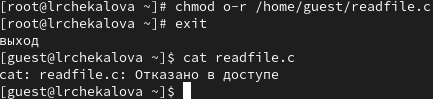 [root@lrchekalova ~]# chmod o-r /home/guest/readfile.c
[root@lrchekalova ~]# exit
выход
[guest@lrchekalova ~]$ cat readfile.c
cat: readfile.c: Отказано в доступе
[guest@lrchekalova ~]$